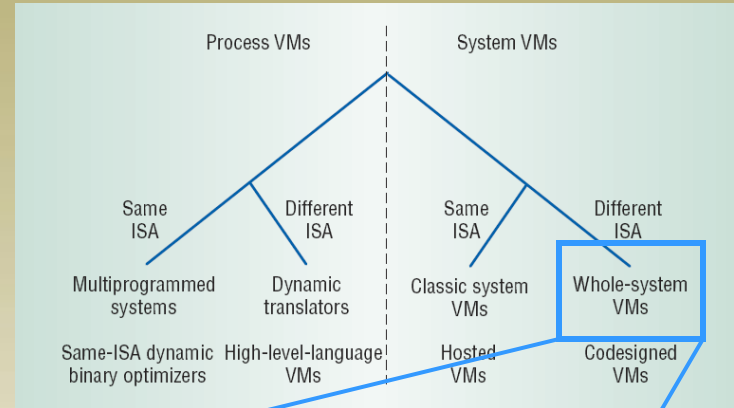 Process VMs
System VMs
Same
ISA
Different
ISA
Same
ISA
Different
ISA
Multiprogrammed
systems
Dynamic
translators
Classic system
VMs
Whole-system
VMs
Same-ISA dynamic
binary optimizers
High-level-language
VMs
Hosted
VMs
Codesigned
VMs